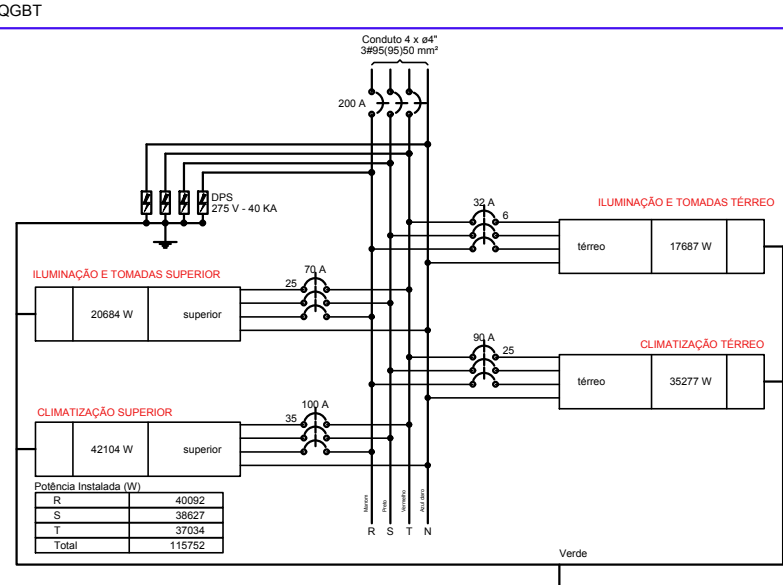 QGBT
Conduto 4 x ø4"
3#95(95)50 mm²
200 A
DPS
275 V - 40 KA
32 A
6
ILUMINAÇÃO E TOMADAS TÉRREO
térreo
17687 W
ILUMINAÇÃO E TOMADAS SUPERIOR
70 A
25
20684 W
superior
90 A
25
CLIMATIZAÇÃO TÉRREO
térreo
35277 W
CLIMATIZAÇÃO SUPERIOR
100 A
35
42104 W
superior
Potência Instalada (W)
R 40092
S 38627
T 37034
Total 115752
Marrom
Preto
Vermelho
Azul claro
R S T N
Verde